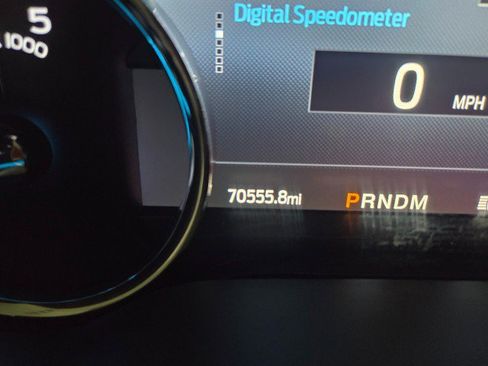 Digital Speedometer
5
x1000
0
MPH
70555.8mi
PRNDM